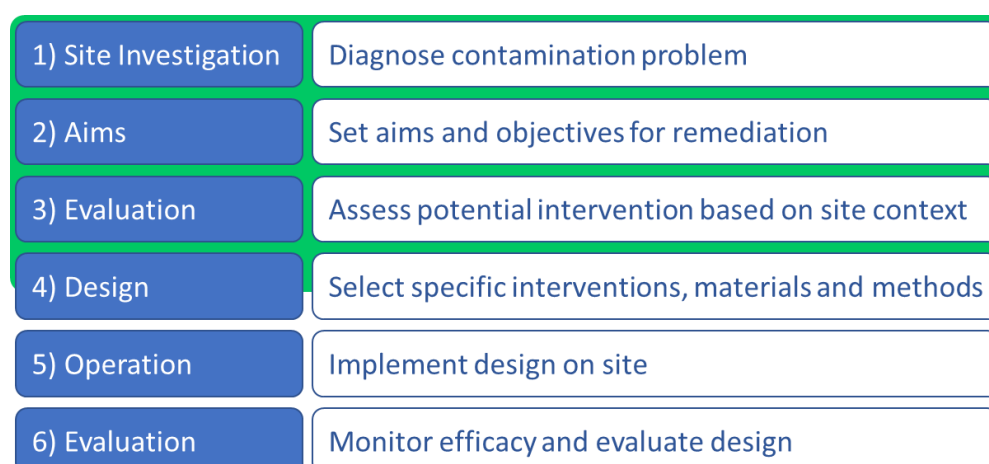 1) Site Investigation
Diagnose contamination problem
2) Aims
Set aims and objectives for remediation
3) Evaluation
Assess potential intervention based on site context
4) Design
Select specific interventions, materials and methods
5) Operation
Implement design on site
6) Evaluation
Monitor efficacy and evaluate design